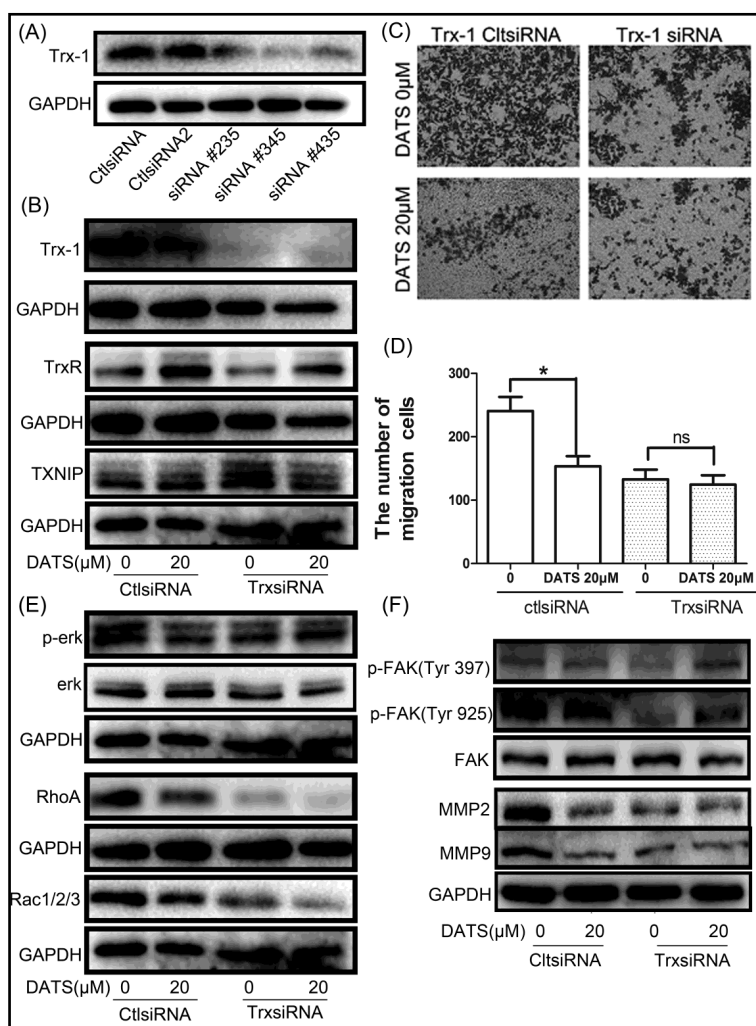 (A)
Trx-1
GAPDH
CtlsiRNA
CtlsiRNA2
siRNA #235
siRNA #345
siRNA #435
(B)
Trx-1
GAPDH
TrxR
GAPDH
TXNIP
GAPDH
DATS(μM) 0 20 0 20
CtlsiRNA TrxsiRNA
(C)
Trx-1 CltsiRNA Trx-1 siRNA
DATS 0μM
DATS 20μM
(D)
The number of
migration cells
300
200
100
0
* ns
0 DATS 20μM 0 DATS 20μM
ctlsiRNA TrxsiRNA
(E)
p-erk
erk
GAPDH
RhoA
GAPDH
Rac1/2/3
GAPDH
DATS(μM) 0 20 0 20
CtlsiRNA TrxsiRNA
(F)
p-FAK(Tyr 397)
p-FAK(Tyr 925)
FAK
MMP2
MMP9
GAPDH
DATS(μM) 0 20 0 20
CltsiRNA TrxsiRNA